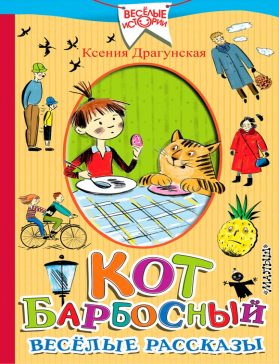 ВЕСЁЛЫЕ
ИСТОРИИ
Ксения Драгунская
КОТ
БАРБОСНЫЙ
•МАЛЫШ•
ВЕСЁЛЫЕ РАССКАЗЫ